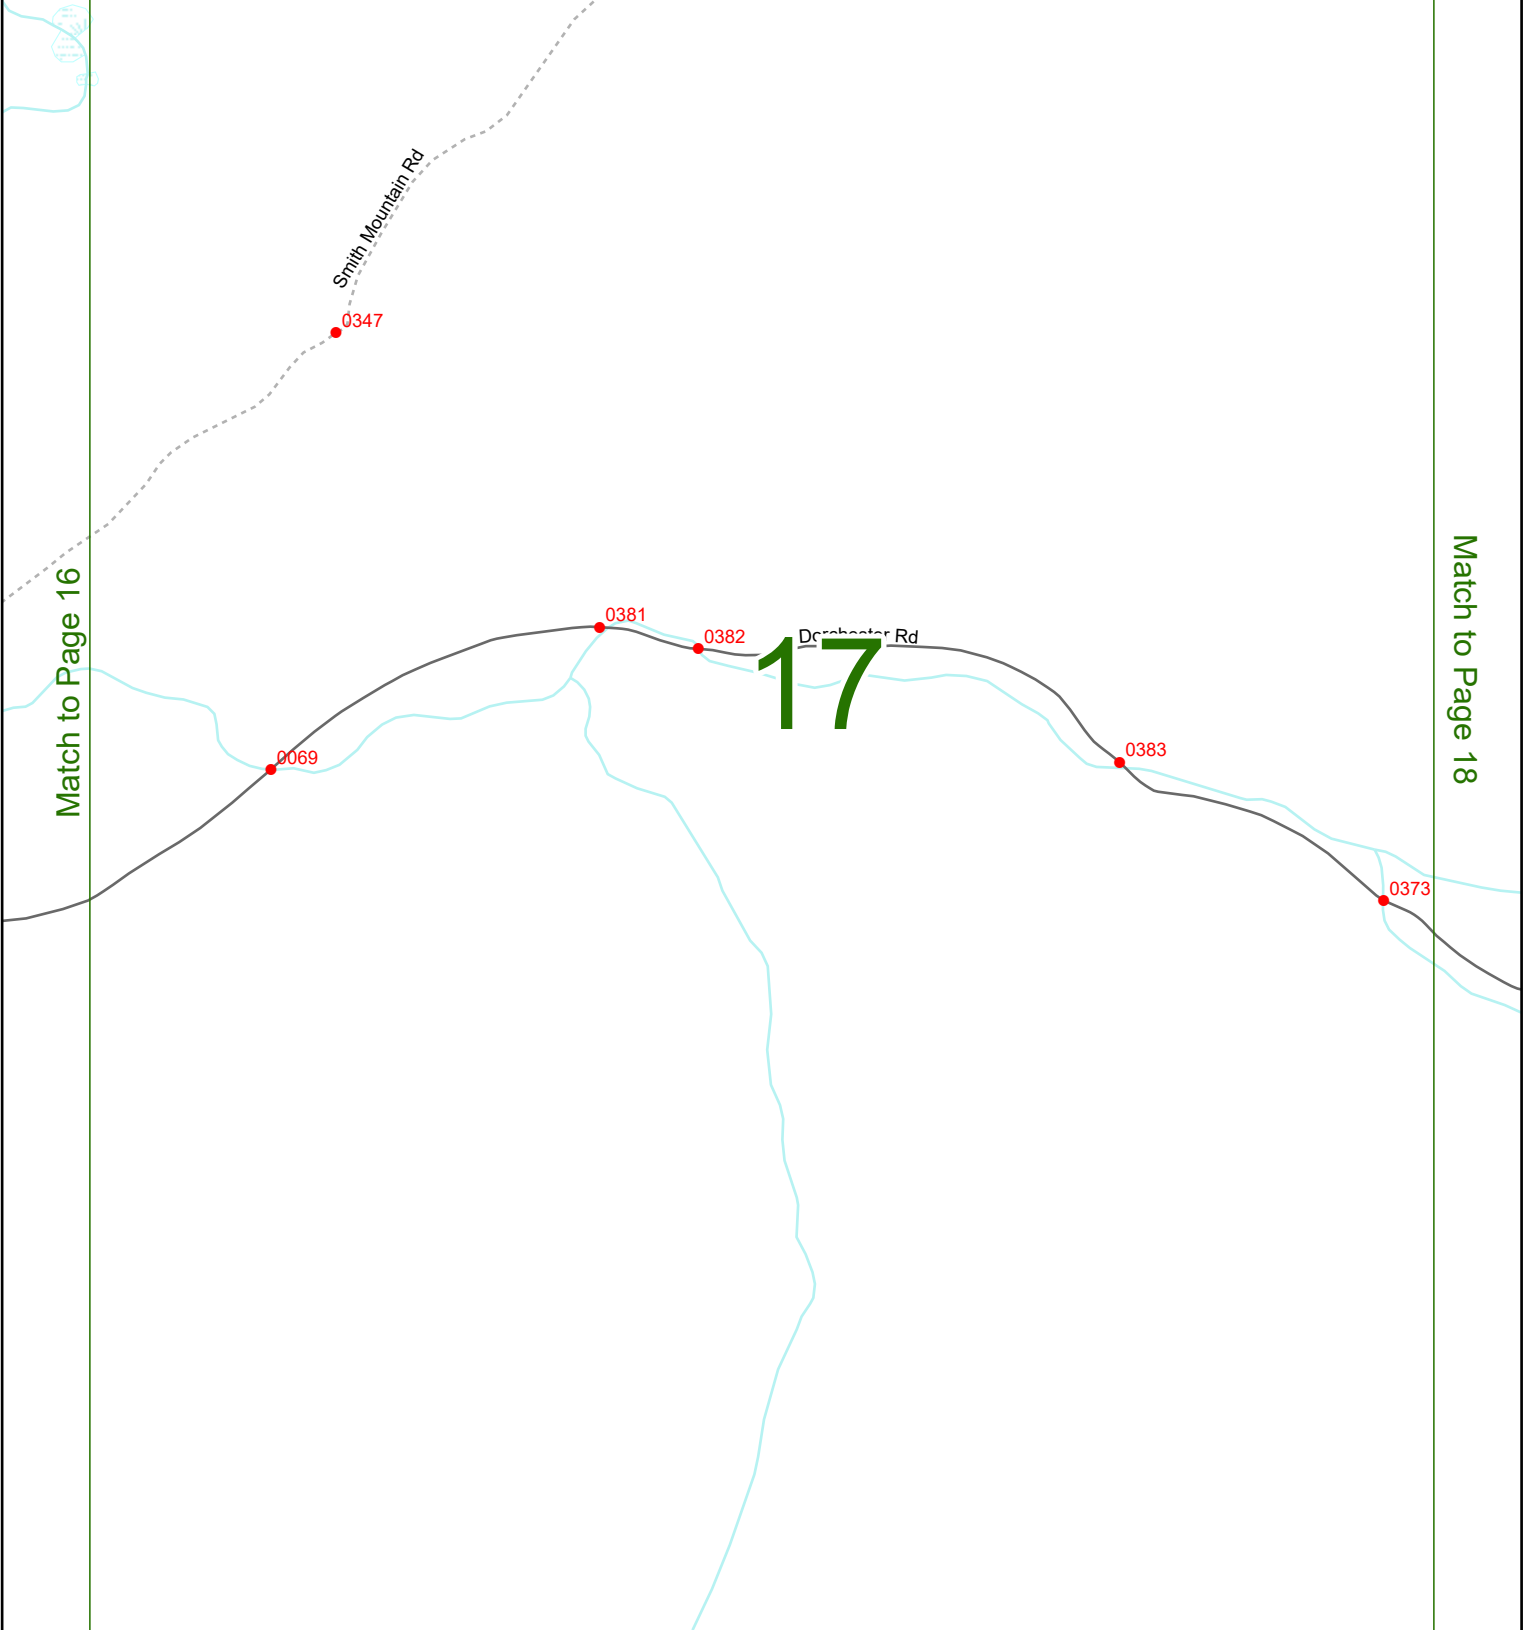 Smith Mountain Rd
0347
Match to Page 16
Match to Page 18
0381
0382
Dorchester Rd
17
0069
0383
0373